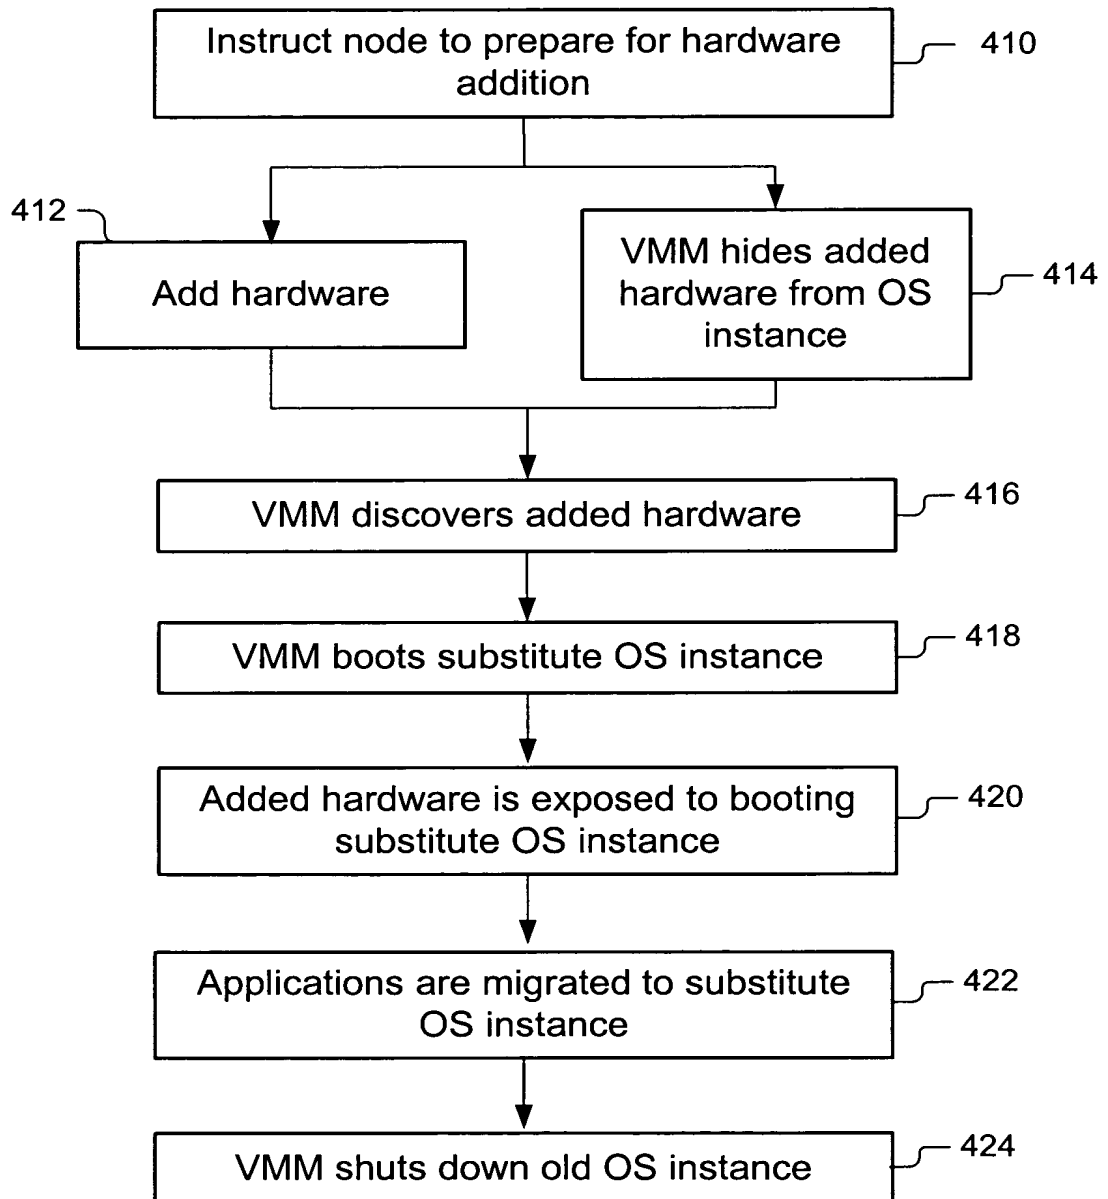 Instruct node to prepare for hardware
addition
410
412
Add hardware
VMM hides added
hardware from OS
instance
414
VMM discovers added hardware
416
VMM boots substitute OS instance
418
Added hardware is exposed to booting
substitute OS instance
420
Applications are migrated to substitute
OS instance
422
VMM shuts down old OS instance
424